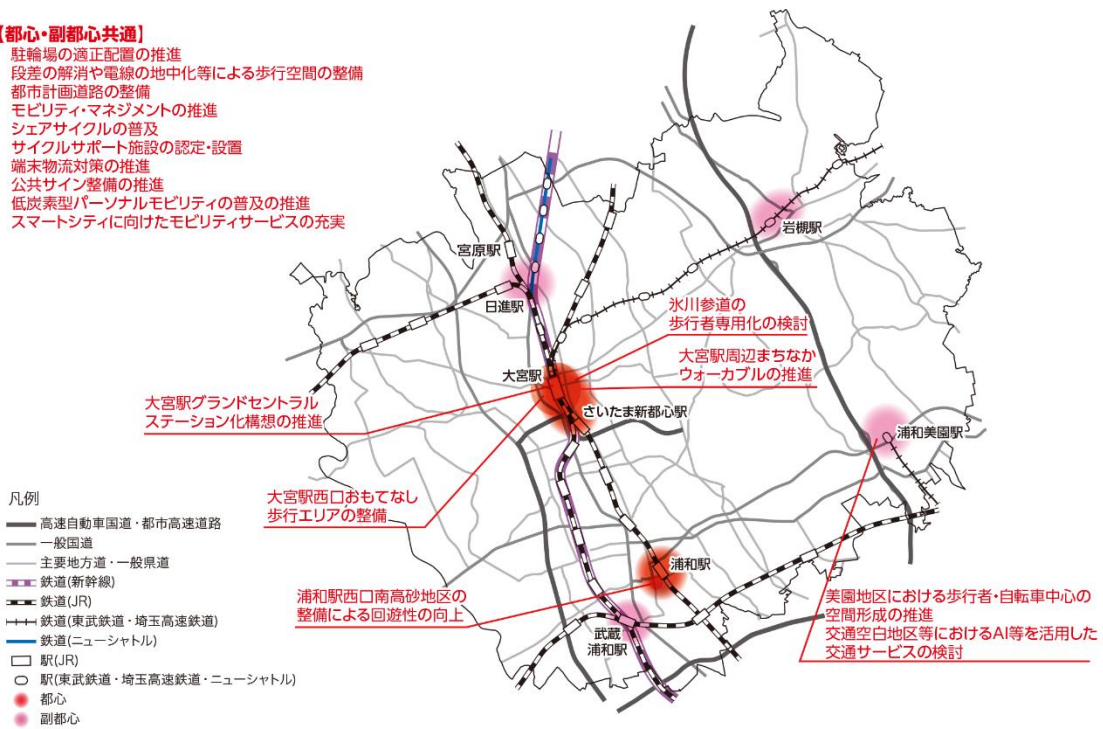 【都心・副都心共通】
駐輪場の適正配置の推進
段差の解消や電線の地中化等による歩行空間の整備
都市計画道路の整備
モビリティ・マネジメントの推進
シェアサイクルの普及
サイクルサポート施設の認定・設置
端末物流対策の推進
公共サイン整備の推進
低炭素型パーソナルモビリティの普及の推進
スマートシティに向けたモビリティサービスの充実
岩槻駅
宮原駅
日進駅
氷川参道の
歩行者専用化の検討
大宮駅周辺まちなか
ウォーカブルの推進
大宮駅
さいたま新都心駅
大宮駅グランドセントラル
ステーション化構想の推進
浦和美園駅
大宮駅西口おもてなし
歩行エリアの整備
浦和駅
浦和駅西口南高砂地区の
整備による回遊性の向上
武蔵
浦和駅
美園地区における歩行者・自転車中心の
空間形成の推進
交通空白地区等におけるAI等を活用した
交通サービスの検討
凡例
高速自動車国道・都市高速道路
一般国道
主要地方道・一般県道
鉄道(新幹線)
鉄道(JR)
鉄道(東武鉄道・埼玉高速鉄道)
鉄道(ニューシャトル)
駅(JR)
駅(東武鉄道・埼玉高速鉄道・ニューシャトル)
都心
副都心